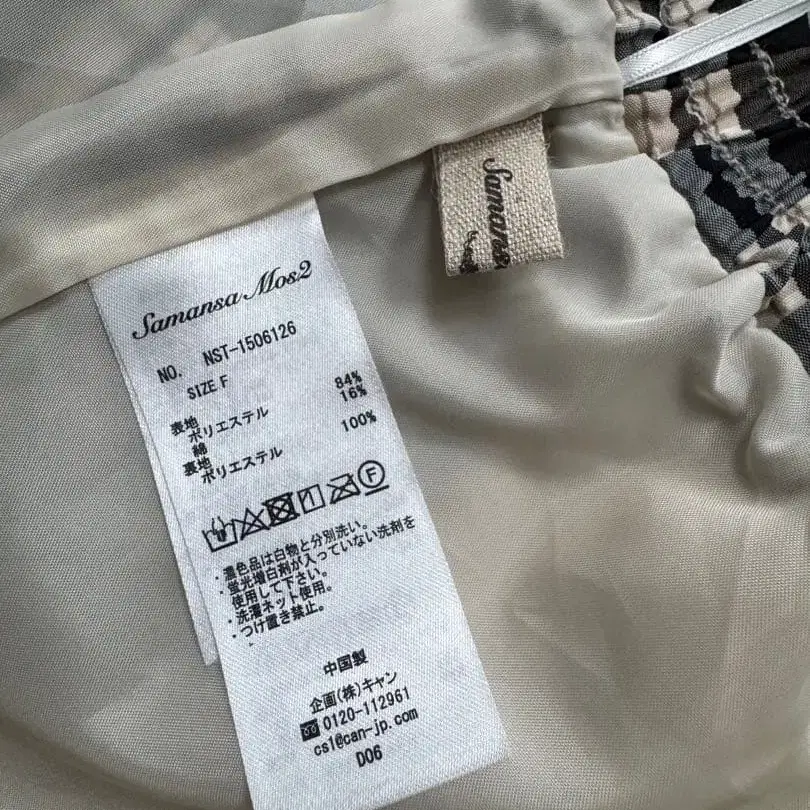 Samansa
Samansa Mos2
NO. NST-1506126
SIZE F
表地
ポリエステル 84%
綿 16%
裏地
ポリエステル 100%
F
・濃色品は白物と分別洗い。
・蛍光増白剤が入っていない洗剤を
使用して下さい。
・洗濯ネット使用。
・つけ置き禁止。
中国製
企画(株)キャン
0120-112961
cs1@can-jp.com
D06